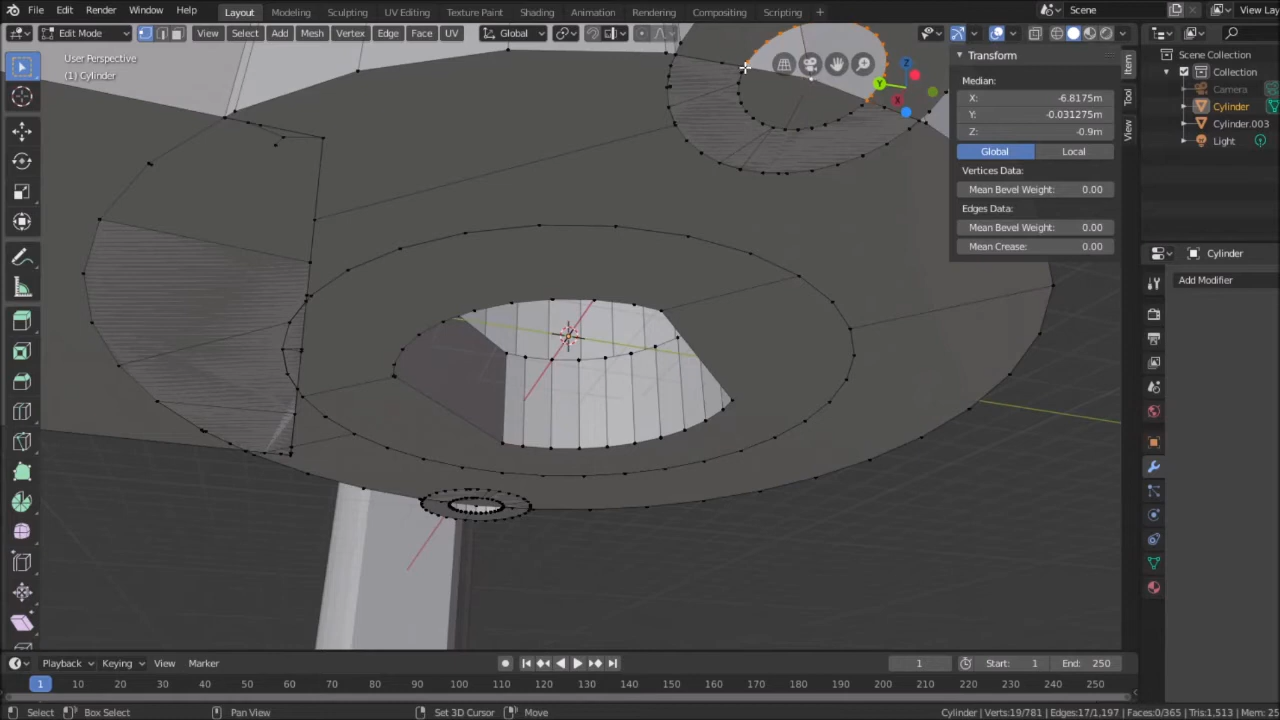 File Edit Render Window Help Layout Modeling Sculpting UV Editing Texture Paint Shading Animation Rendering Compositing Scripting + Scene View Lay
Edit Mode View Select Add Mesh Vertex Edge Face UV Global
User Perspective
(1) Cylinder
Z
Y
X
Transform
Median:
X: -6.8175m
Y: -0.031275m
Z: -0.9m
Global Local
Vertices Data:
Mean Bevel Weight: 0.00
Edges Data:
Mean Bevel Weight: 0.00
Mean Crease: 0.00
Item
Tool
View
Scene Collection
Collection
Camera
Cylinder
Cylinder.003
Light
Cylinder
Add Modifier
Playback Keying View Marker 1 Start: 1 End: 250
1 10 20 30 40 50 60 70 80 90 100 110 120 130 140 150 160 170 180 190 200 210 220 230 240 250
Select Box Select Pan View Set 3D Cursor Move Cylinder | Verts:19/781 | Edges:17/1,197 | Faces:0/365 | Tris:1,513 | Mem: 25